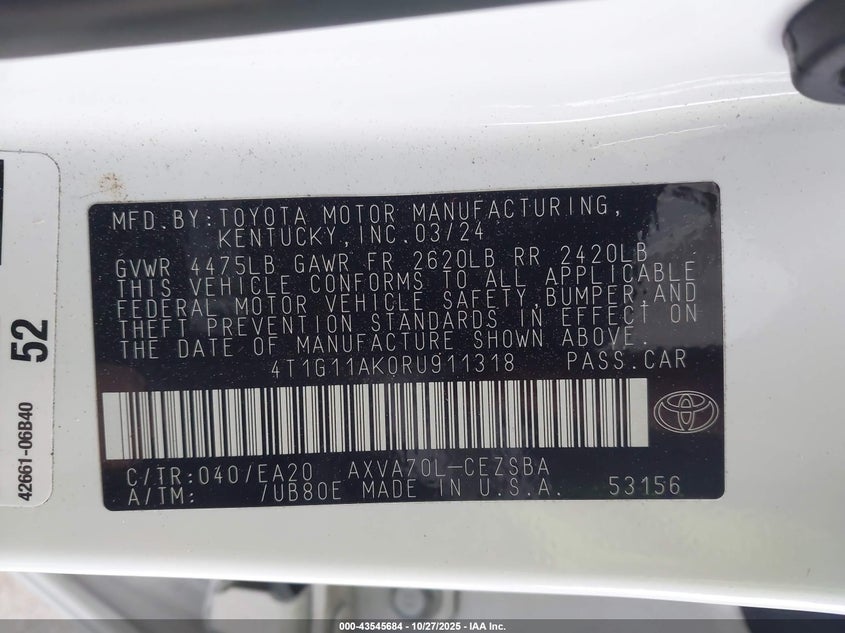 MFD.BY:TOYOTA MOTOR MANUFACTURING,
KENTUCKY,INC.03/24
GVWR 4475LB GAWR FR 2620LB RR 2420LB
THIS VEHICLE CONFORMS TO ALL APPLICABLE
FEDERAL MOTOR VEHICLE SAFETY,BUMPER,AND
THEFT PREVENTION STANDARDS IN EFFECT ON
THE DATE OF MANUFACTURE SHOWN ABOVE.
4T1G11AK0RU911318 PASS.CAR
C/TR:040/EA20 AXVA70L-CEZSBA
A/TM: /UB80E MADE IN U.S.A. 53156
52
42661-06B40
000-43545684 | 10/27/2025 | IAA Inc.